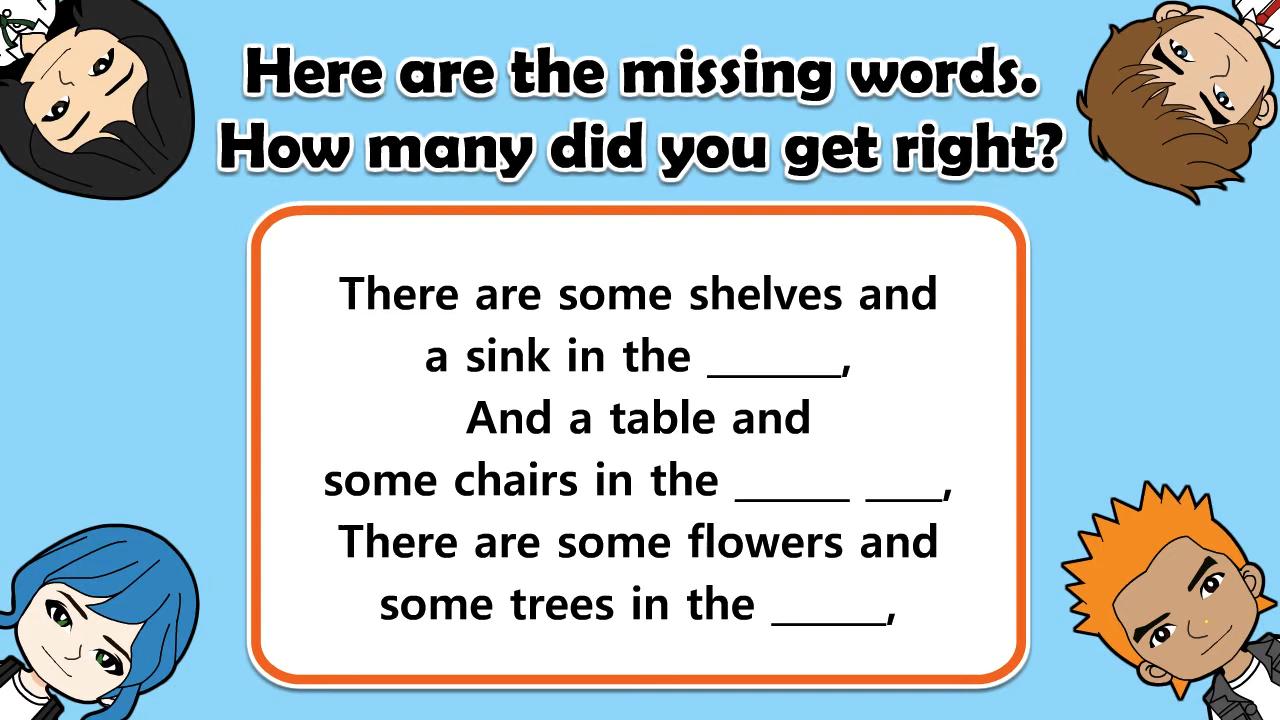 Here are the missing words.
How many did you get right?
There are some shelves and
a sink in the _______,
And a table and
some chairs in the ______ ____,
There are some flowers and
some trees in the ______,